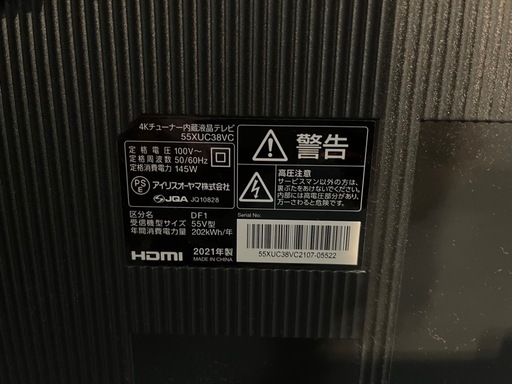 4Kチューナー内蔵液晶テレビ
55XUC38VC
定格電圧 100V～
定格周波数 50/60Hz
定格消費電力 145W
PSE
アイリスオーヤマ株式会社
JQA JQ10828
区分名 DF1
受信機型サイズ 55V型
年間消費電力量 202kWh/年
HDMI
2021年製
MADE IN CHINA
警告
高圧注意
サービスマン以外の方は、
裏ぶたをあけないでください。
内部には高電圧部分が有り、
万一さわると危険です。
Serial No.
55XUC38VC2107-05522